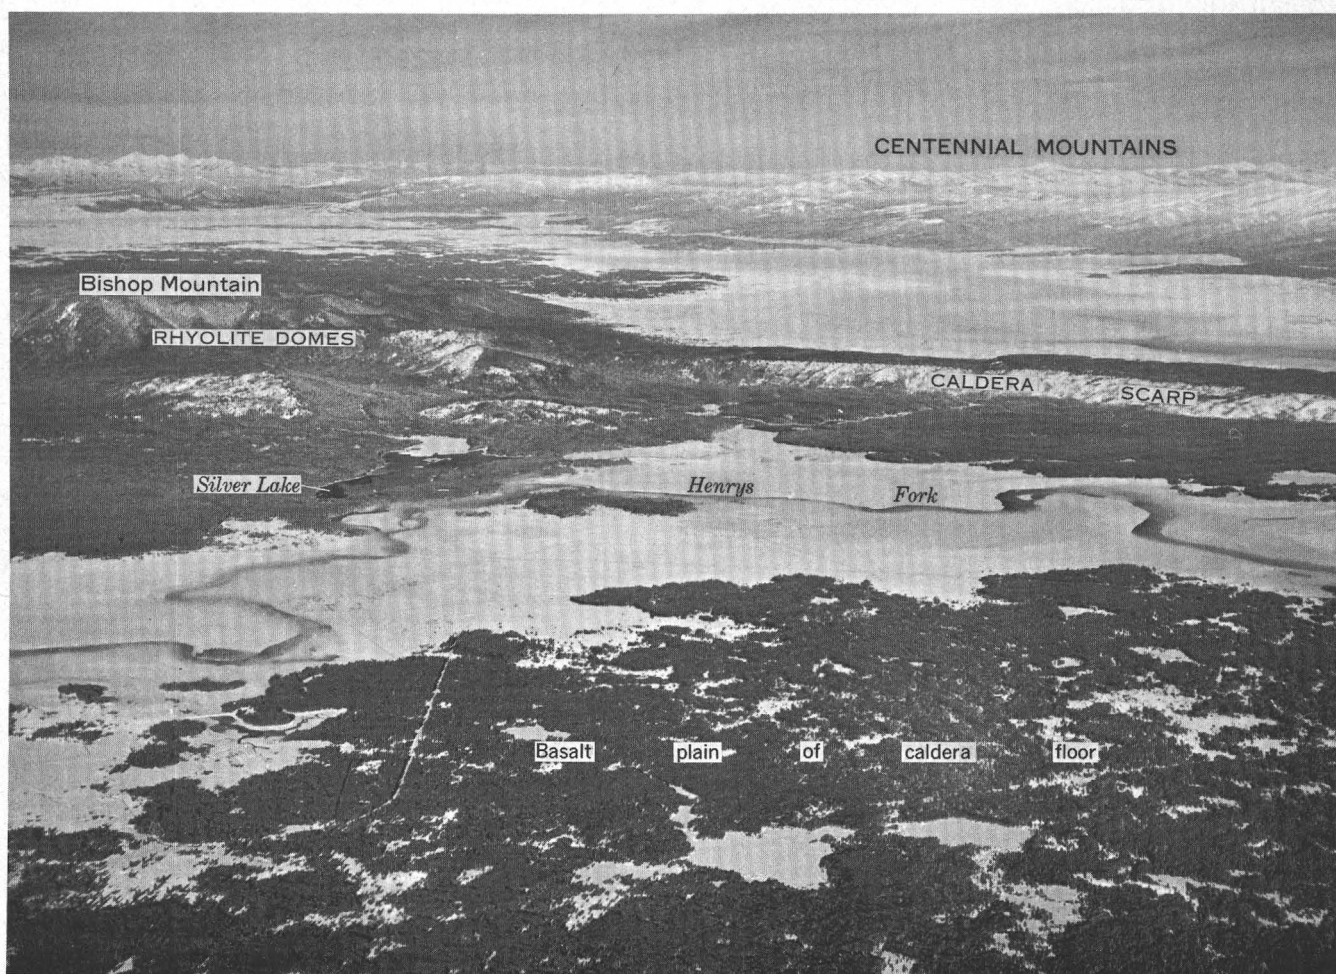 CENTENNIAL MOUNTAINS
Bishop Mountain
RHYOLITE DOMES
CALDERA SCARP
Silver Lake
Henrys Fork
Basalt plain of caldera floor